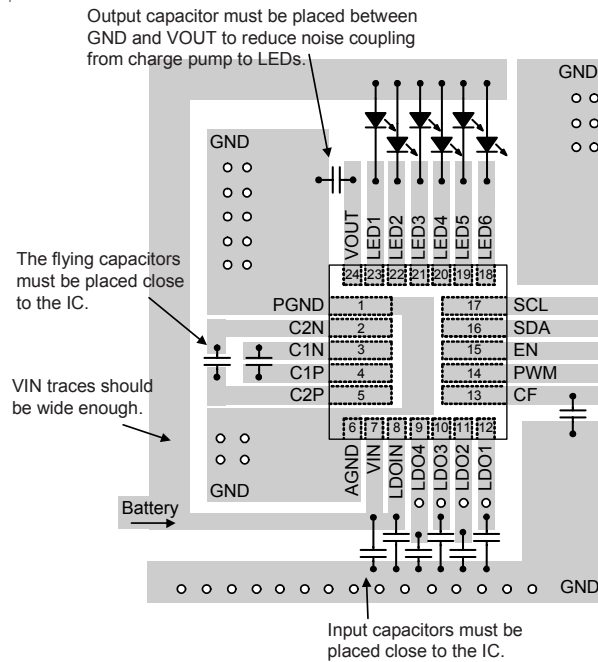 Output capacitor must be placed between
GND and VOUT to reduce noise coupling
from charge pump to LEDs.
GND
GND
VOUT
LED1
LED2
LED3
LED4
LED5
LED6
24
23
22
21
20
19
18
The flying capacitors
must be placed close
to the IC.
PGND
1
17
SCL
C2N
2
16
SDA
C1N
3
15
EN
C1P
4
14
PWM
C2P
5
13
CF
VIN traces should
be wide enough.
6
7
8
9
10
11
12
AGND
VIN
LDOIN
LDO4
LDO3
LDO2
LDO1
GND
Battery
GND
Input capacitors must be
placed close to the IC.